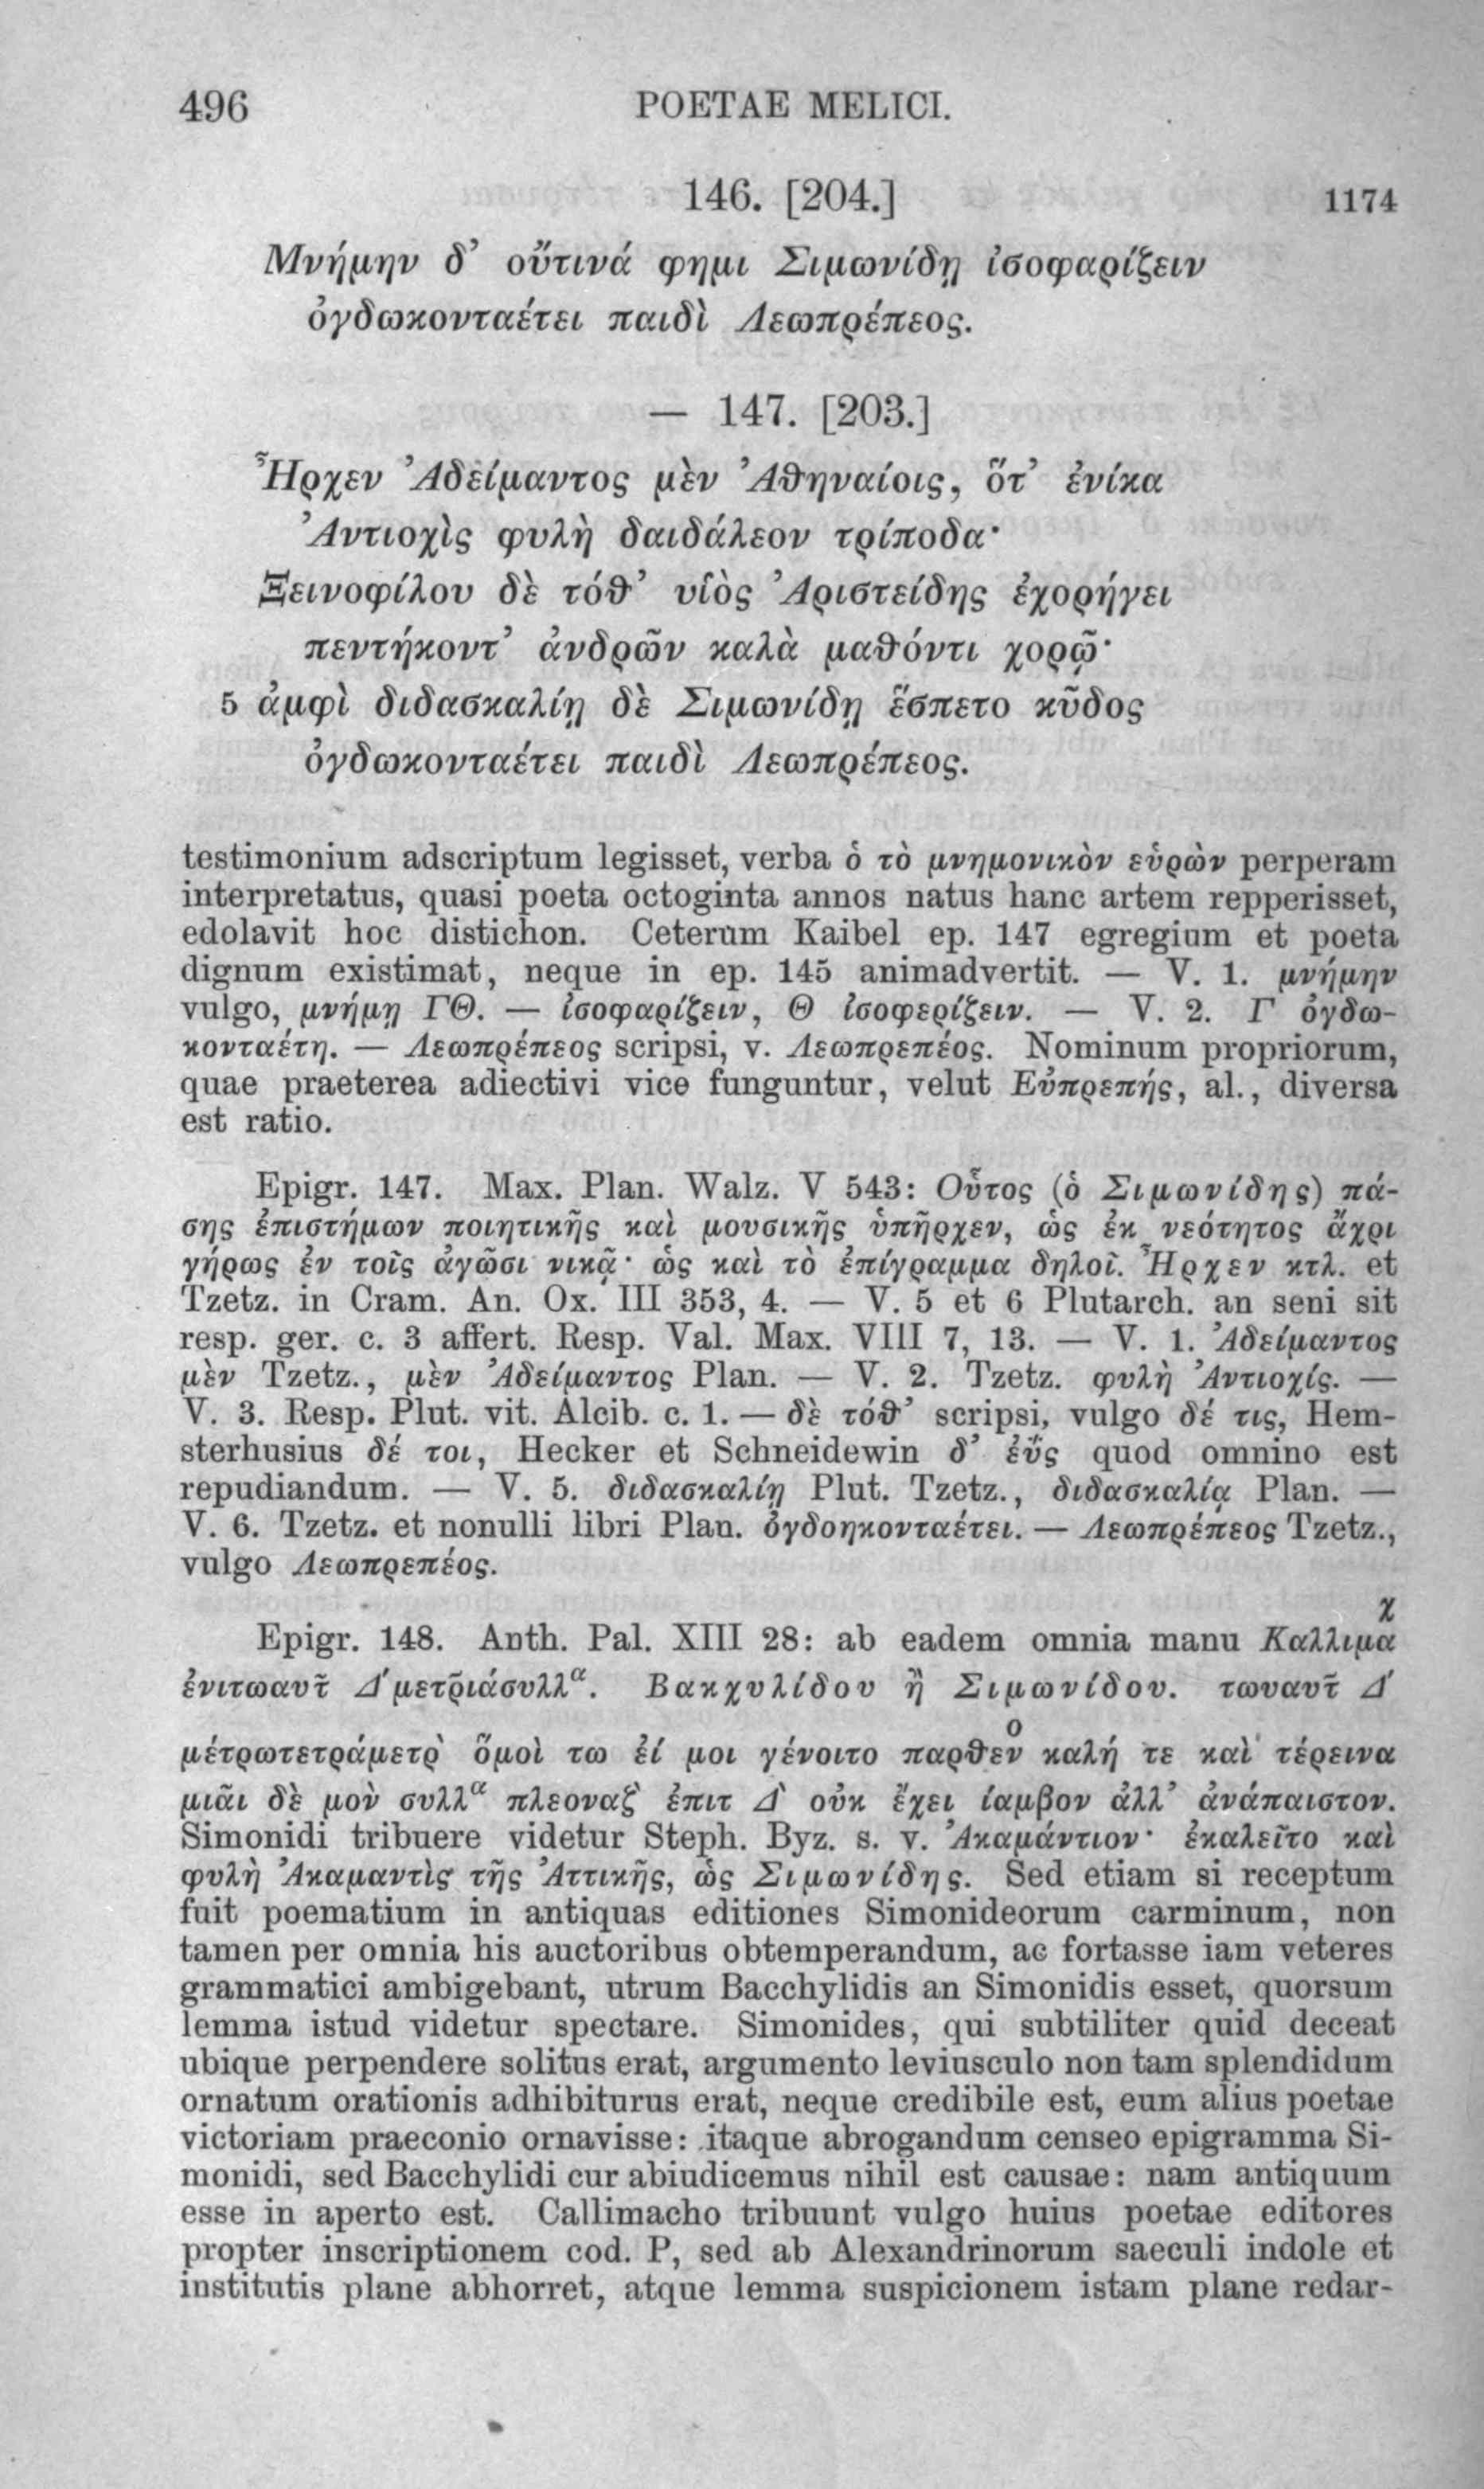 496 POETAE MELICI.
146. [204.] 1174
Μνήμην δ’ οὔτινά φημι Σιμωνίδῃ ἰσοφαρίζειν
ὀγδωκονταέτει παιδὶ Λεωπρέπεος.
— 147. [203.]
Ἦρχεν Ἀδείμαντος μὲν Ἀθηναίοις, ὅτ’ ἐνίκα
Ἀντιοχὶς φυλὴ δαιδάλεον τρίποδα·
Ξεινοφίλου δὲ τόθ’ υἱὸς Ἀριστείδης ἐχορήγει
πεντήκοντ’ ἀνδρῶν καλὰ μαθόντι χορῷ·
5 ἀμφὶ διδασκαλίῃ δὲ Σιμωνίδῃ ἕσπετο κῦδος
ὀγδωκονταέτει παιδὶ Λεωπρέπεος.
testimonium adscriptum legisset, verba ὁ τὸ μνημονικὸν εὑρὼν perperam
interpretatus, quasi poeta octoginta annos natus hanc artem repperisset,
edolavit hoc distichon. Ceterum Kaibel ep. 147 egregium et poeta
dignum existimat, neque in ep. 145 animadvertit. — V. 1. μνήμην
vulgo, μνήμῃ ΓΘ. — ἰσοφαρίζειν, Θ ἰσοφερίζειν. — V. 2. Γ ὀγδω-
κονταέτη. — Λεωπρέπεος scripsi, v. Λεωπρεπέος. Nominum propriorum,
quae praeterea adiectivi vice funguntur, velut Εὐπρεπής, al., diversa
est ratio.
Epigr. 147. Max. Plan. Walz. V 543: Οὗτος (ὁ Σιμωνίδης) πά-
σης ἐπιστήμων ποιητικῆς καὶ μουσικῆς ὑπῆρχεν, ὡς ἐκ νεότητος ἄχρι
γήρως ἐν τοῖς ἀγῶσι νικᾷ· ὡς καὶ τὸ ἐπίγραμμα δηλοῖ. Ἦρχεν κτλ. et
Tzetz. in Cram. An. Ox. III 353, 4. — V. 5 et 6 Plutarch. an seni sit
resp. ger. c. 3 affert. Resp. Val. Max. VIII 7, 13. — V. 1. Ἀδείμαντος
μὲν Tzetz., μὲν Ἀδείμαντος Plan. — V. 2. Tzetz. φυλὴ Ἀντιοχίς. —
V. 3. Resp. Plut. vit. Alcib. c. 1. — δὲ τόθ’ scripsi, vulgo δέ τις, Hem-
sterhusius δέ τοι, Hecker et Schneidewin δ’ ἐῢς quod omnino est
repudiandum. — V. 5. διδασκαλίῃ Plut. Tzetz., διδασκαλίᾳ Plan. —
V. 6. Tzetz. et nonulli libri Plan. ὀγδοηκονταέτει. — Λεωπρέπεος Tzetz.,
vulgo Λεωπρεπέος.
Epigr. 148. Anth. Pal. XIII 28: ab eadem omnia manu Καλλιμαχ
ἐνιτωαυτ̃ Δ′μετρ̃ιάσυλλα. Βακχυλίδου ἢ Σιμωνίδου. τωναυτ̃ Δ′
μέτρωτετράμετρ̀ ὅμοὶ τω ἐί μοι γένοιτο παρθενο καλή τε καὶ τέρεινα
μιᾶι δὲ μον̀ συλλα πλεοναζ̀ ἐπιτ Δ̀ οὐκ ἔχει ίαμβον ἀλλ’ ἀνάπαιστον.
Simonidi tribuere videtur Steph. Byz. s. v. Ἀκαμάντιον· ἐκαλεῖτο καὶ
φυλὴ Ἀκαμαντὶς τῆς Ἀττικῆς, ὡς Σιμωνίδης. Sed etiam si receptum
fuit poematium in antiquas editiones Simonideorum carminum, non
tamen per omnia his auctoribus obtemperandum, ac fortasse iam veteres
grammatici ambigebant, utrum Bacchylidis an Simonidis esset, quorsum
lemma istud videtur spectare. Simonides, qui subtiliter quid deceat
ubique perpendere solitus erat, argumento leviusculo non tam splendidum
ornatum orationis adhibiturus erat, neque credibile est, eum alius poetae
victoriam praeconio ornavisse: itaque abrogandum censeo epigramma Si-
monidi, sed Bacchylidi cur abiudicemus nihil est causae: nam antiquum
esse in aperto est. Callimacho tribuunt vulgo huius poetae editores
propter inscriptionem cod. P, sed ab Alexandrinorum saeculi indole et
institutis plane abhorret, atque lemma suspicionem istam plane redar-